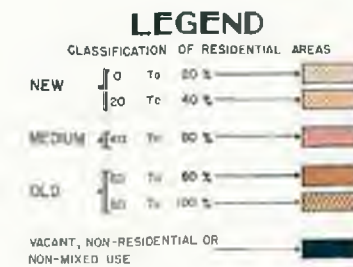 LEGEND
CLASSIFICATION OF RESIDENTIAL AREAS
NEW
0 To 20 %
20 To 40 %
MEDIUM 40 To 60 %
OLD
60 To 80 %
80 To 100 %
VACANT, NON-RESIDENTIAL OR
NON-MIXED USE